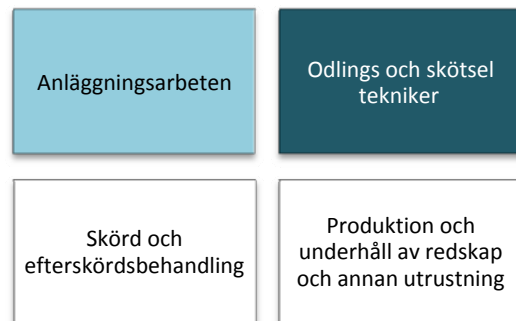 Anläggningsarbeten
Odlings och skötsel
tekniker
Skörd och
efterskördsbehandling
Produktion och
underhåll av redskap
och annan utrustning